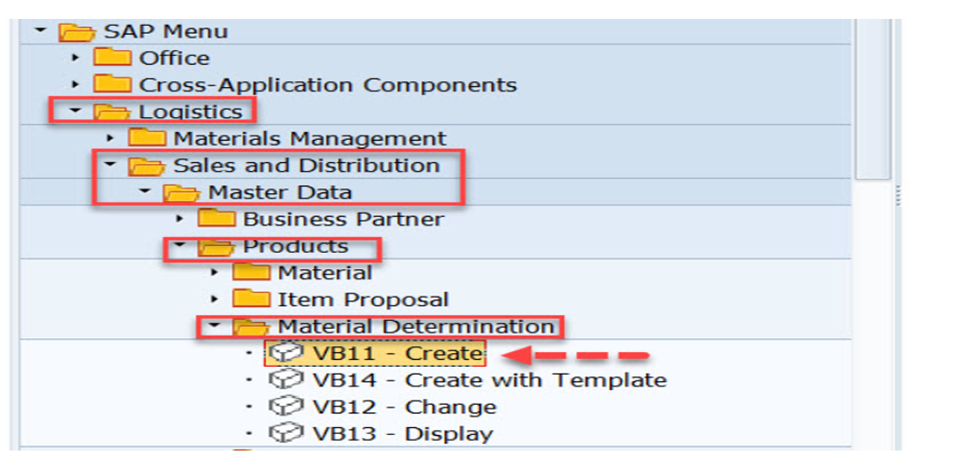 SAP Menu
Office
Cross-Application Components
Logistics
Materials Management
Sales and Distribution
Master Data
Business Partner
Products
Material
Item Proposal
Material Determination
VB11 - Create
VB14 - Create with Template
VB12 - Change
VB13 - Display